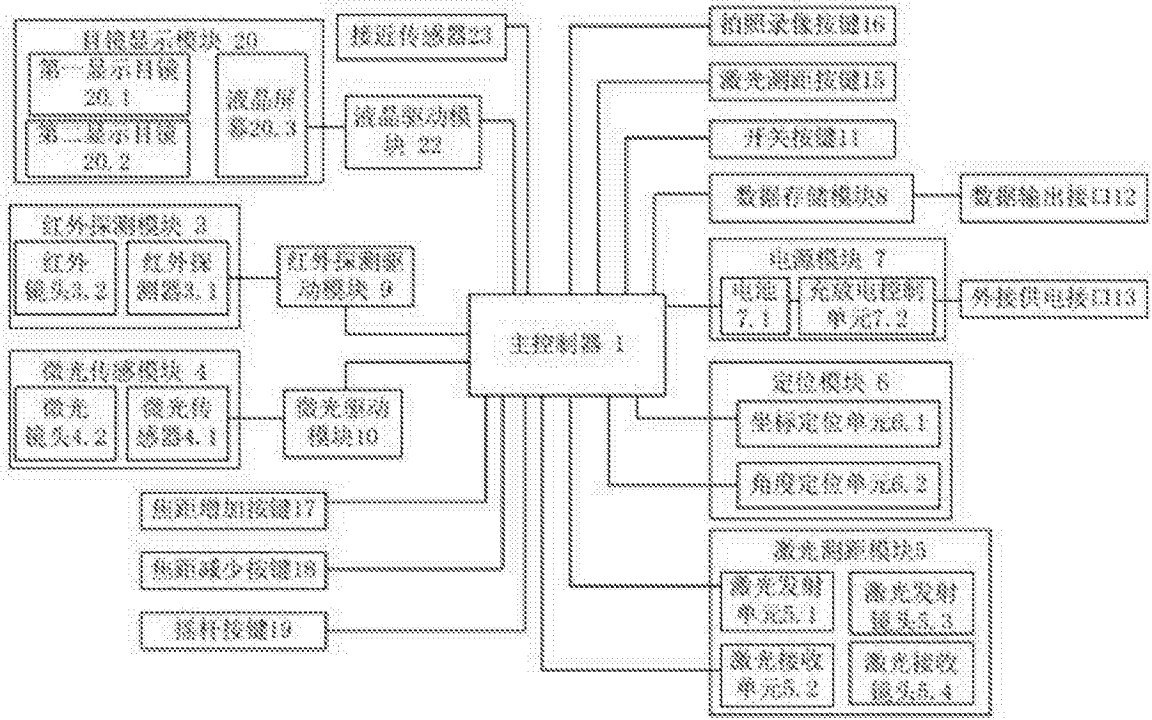 目镜显示模块 20
第一显示目镜
20.1
第二显示目镜
20.2
液晶屏
幕20.3
接近传感器23
液晶驱动模
块 22
红外探测模块 3
红外
镜头3.2
红外探
测器3.1
红外探测驱
动模块 9
微光传感模块 4
微光
镜头4.2
微光传
感器4.1
微光驱动
模块10
焦距增加按键17
焦距减少按键18
摇杆按键19
主控制器 1
拍照录像按键16
激光测距按键15
开关按键11
数据存储模块8
数据输出接口12
电源模块 7
电池
7.1
充放电控制
单元7.2
外接供电接口13
定位模块 6
坐标定位单元6.1
角度定位单元6.2
激光测距模块5
激光发射
单元5.1
激光发射
镜头5.3
激光接收
单元5.2
激光接收
镜头5.4